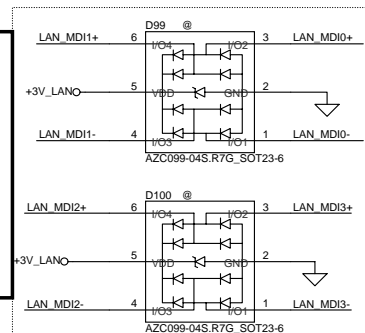 D99 @
LAN_MDI1+ 6 I/O4 I/O2 3 LAN_MDI0+
+3V_LAN 5 VDD GND 2
LAN_MDI1- 4 I/O3 I/O1 1 LAN_MDI0-
AZC099-04S.R7G_SOT23-6
D100 @
LAN_MDI2+ 6 I/O4 I/O2 3 LAN_MDI3+
+3V_LAN 5 VDD GND 2
LAN_MDI2- 4 I/O3 I/O1 1 LAN_MDI3-
AZC099-04S.R7G_SOT23-6